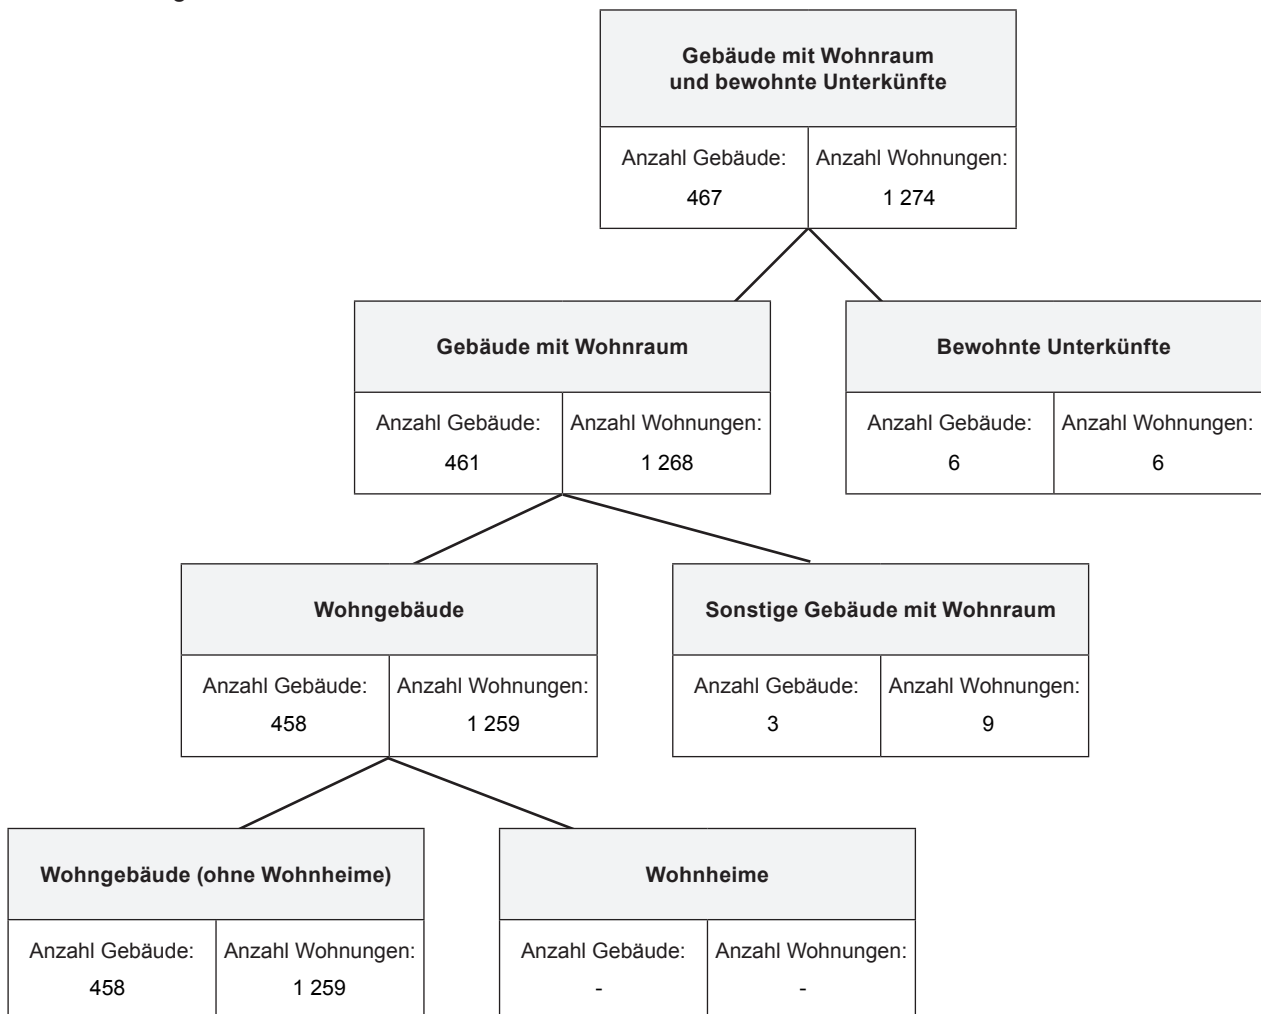 Gebäude mit Wohnraum
und bewohnte Unterkünfte
Anzahl Gebäude:
467
Anzahl Wohnungen:
1 274
Gebäude mit Wohnraum
Anzahl Gebäude:
461
Anzahl Wohnungen:
1 268
Bewohnte Unterkünfte
Anzahl Gebäude:
6
Anzahl Wohnungen:
6
Wohngebäude
Anzahl Gebäude:
458
Anzahl Wohnungen:
1 259
Sonstige Gebäude mit Wohnraum
Anzahl Gebäude:
3
Anzahl Wohnungen:
9
Wohngebäude (ohne Wohnheime)
Anzahl Gebäude:
458
Anzahl Wohnungen:
1 259
Wohnheime
Anzahl Gebäude:
-
Anzahl Wohnungen:
-